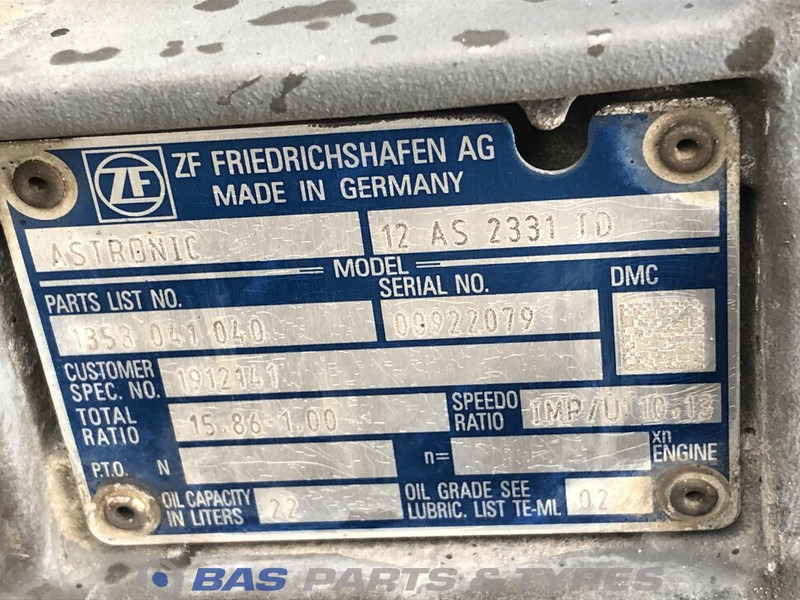 ZF
ZF FRIEDRICHSHAFEN AG
MADE IN GERMANY
ASTRONIC 12 AS 2331 TD
MODEL
PARTS LIST NO. SERIAL NO. DMC
1353 041 040 00922079
CUSTOMER SPEC. NO. 1912141
TOTAL RATIO 15.86-1.00 SPEEDO RATIO IMP/U 10.13
P.T.O. N n= xn ENGINE
OIL CAPACITY IN LITERS 22 OIL GRADE SEE LUBRIC. LIST TE-ML 02
BAS PARTS & TYRES